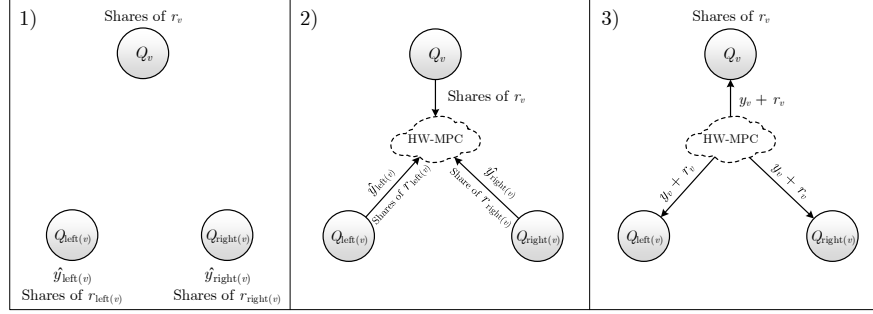 1)
Shares of r_v
Q_v
Q_left(v)
Q_right(v)
ŷ_left(v)
ŷ_right(v)
Shares of r_left(v)
Shares of r_right(v)
2)
Q_v
Shares of r_v
HW-MPC
ŷ_left(v)
Shares of r_left(v)
ŷ_right(v)
Share of r_right(v)
Q_left(v)
Q_right(v)
3)
Shares of r_v
Q_v
y_v + r_v
HW-MPC
y_v + r_v
y_v + r_v
Q_left(v)
Q_right(v)